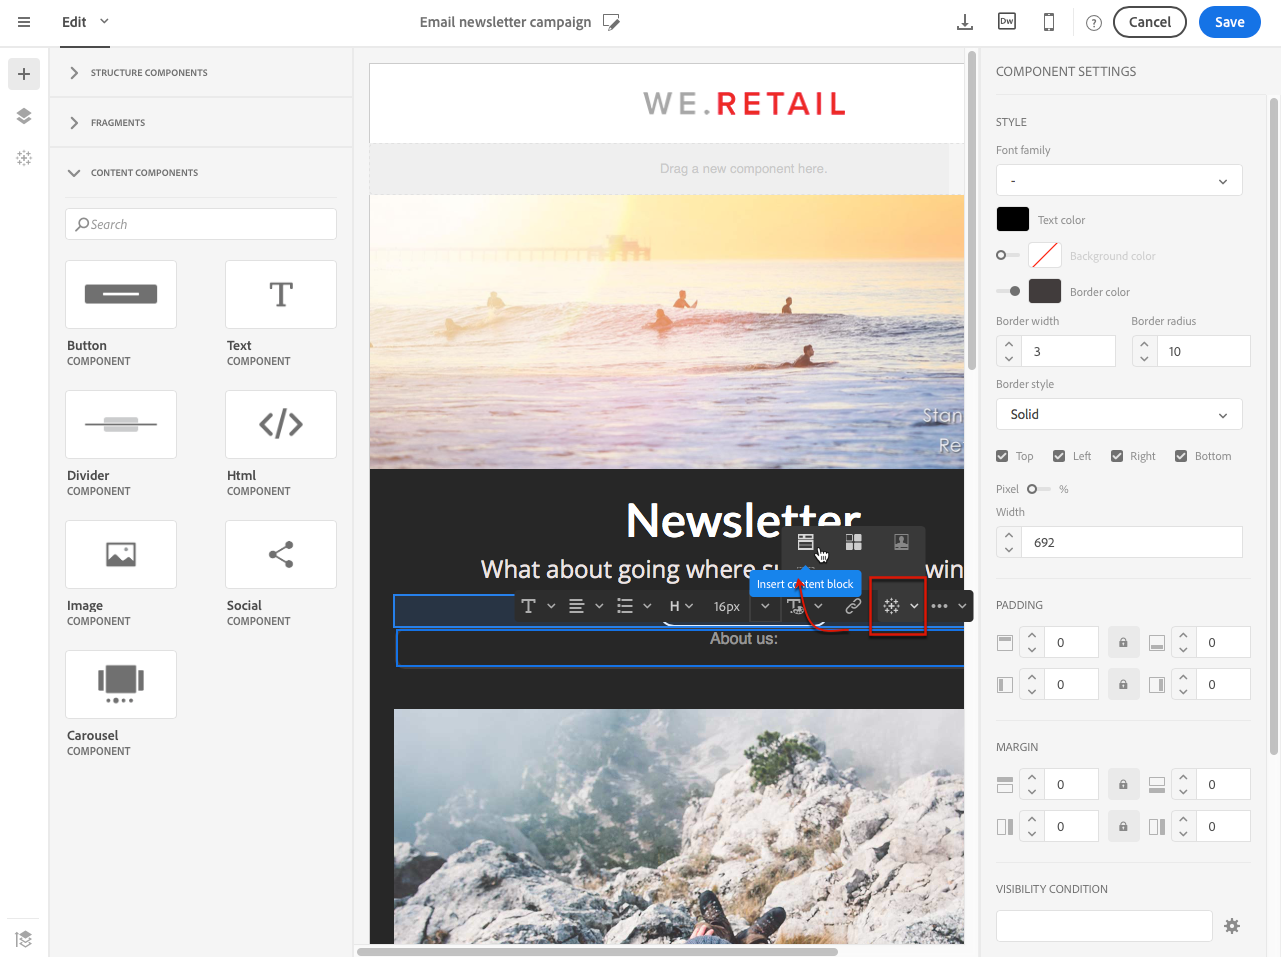 Edit
Email newsletter campaign
Dw
?
Cancel
Save
STRUCTURE COMPONENTS
FRAGMENTS
CONTENT COMPONENTS
Search
Button
COMPONENT
Text
COMPONENT
Divider
COMPONENT
Html
COMPONENT
Image
COMPONENT
Social
COMPONENT
Carousel
COMPONENT
WE.RETAIL
Drag a new component here.
Stan
Re
Newsletter
What about going where su win
Insert content block
H 16px
About us:
COMPONENT SETTINGS
STYLE
Font family
-
Text color
Background color
Border color
Border width Border radius
3 10
Border style
Solid
Top Left Right Bottom
Pixel %
Width
692
PADDING
0 0
0 0
MARGIN
0 0
0 0
VISIBILITY CONDITION